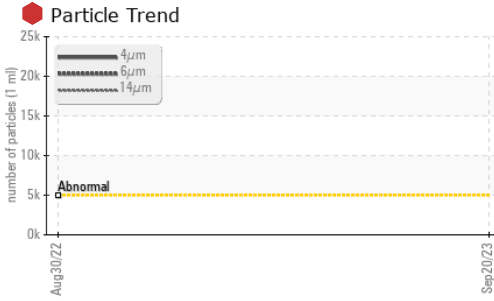 Particle Trend
25k
20k
15k
10k
5k
0k
number of particles (1 ml)
4µm
6µm
14µm
Abnormal
Aug30/22
Sep20/23